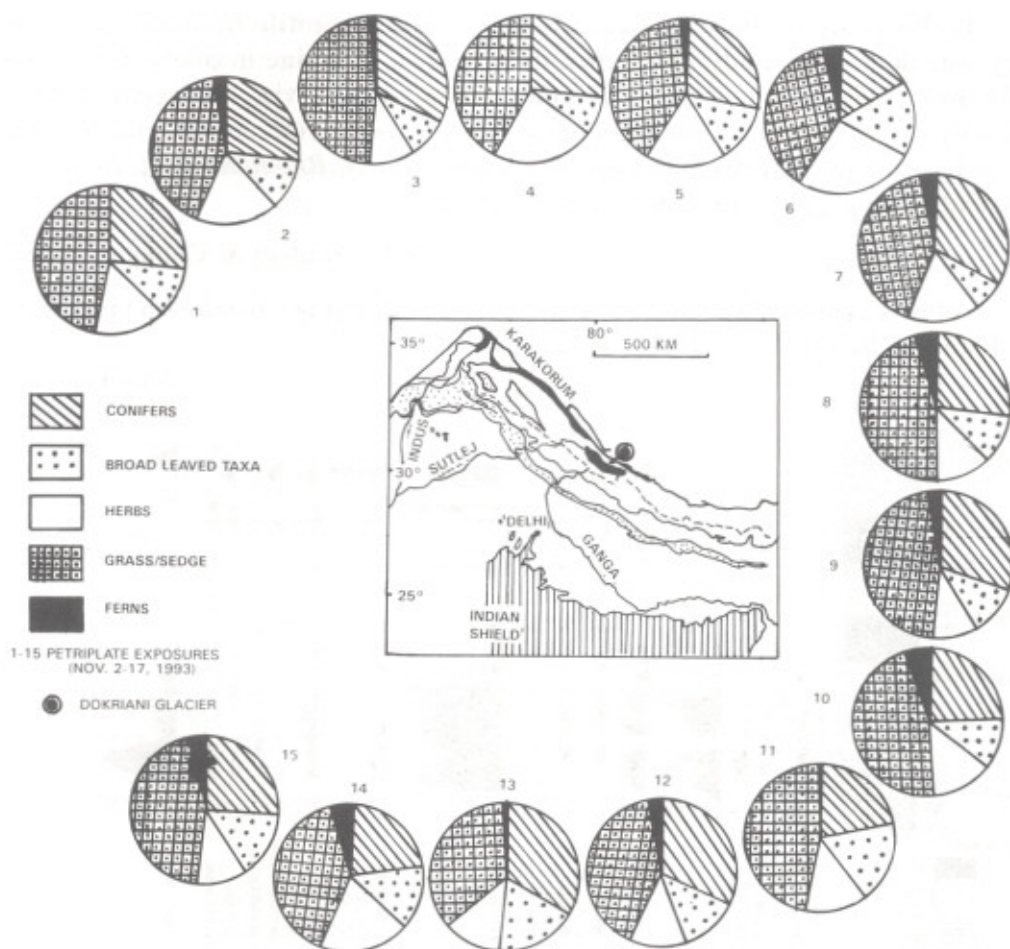 1
2
3
4
5
6
7
8
9
10
11
12
13
14
15
35°
30°
25°
80°
500 KM
KARAKORUM
INDUS
SUTLEJ
DELHI
GANGA
INDIAN
SHIELD
CONIFERS
BROAD LEAVED TAXA
HERBS
GRASS/SEDGE
FERNS
1-15 PETRIPLATE EXPOSURES
(NOV. 2-17, 1993)
DOKRIANI GLACIER